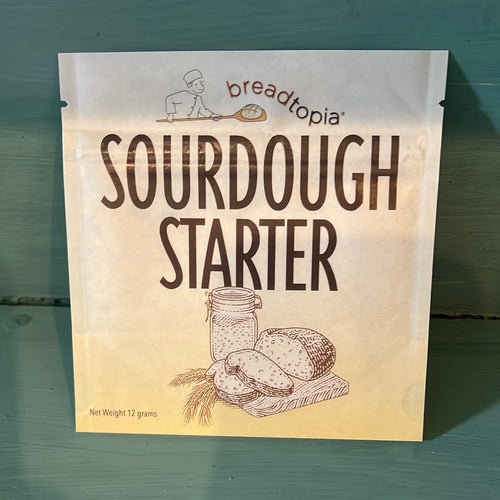 breadtopia®
SOURDOUGH
STARTER
Net Weight 12 grams